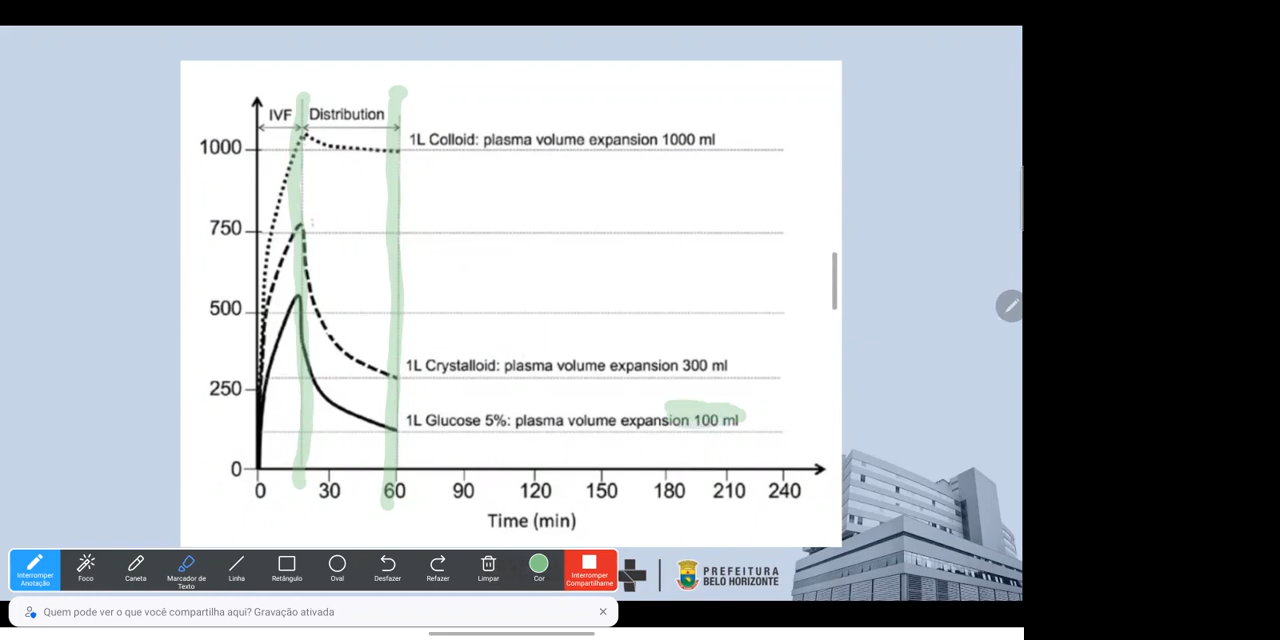 IVF
Distribution
1000
1L Colloid: plasma volume expansion 1000 ml
750
500
1L Crystalloid: plasma volume expansion 300 ml
250
1L Glucose 5%: plasma volume expansion 100 ml
0
0 30 60 90 120 150 180 210 240
Time (min)
Interromper Anotação
Foco
Caneta
Marcador de Texto
Linha
Retângulo
Oval
Desfazer
Refazer
Limpar
Cor
Interromper Compartilhame
PREFEITURA
BELO HORIZONTE
Quem pode ver o que você compartilha aqui? Gravação ativada